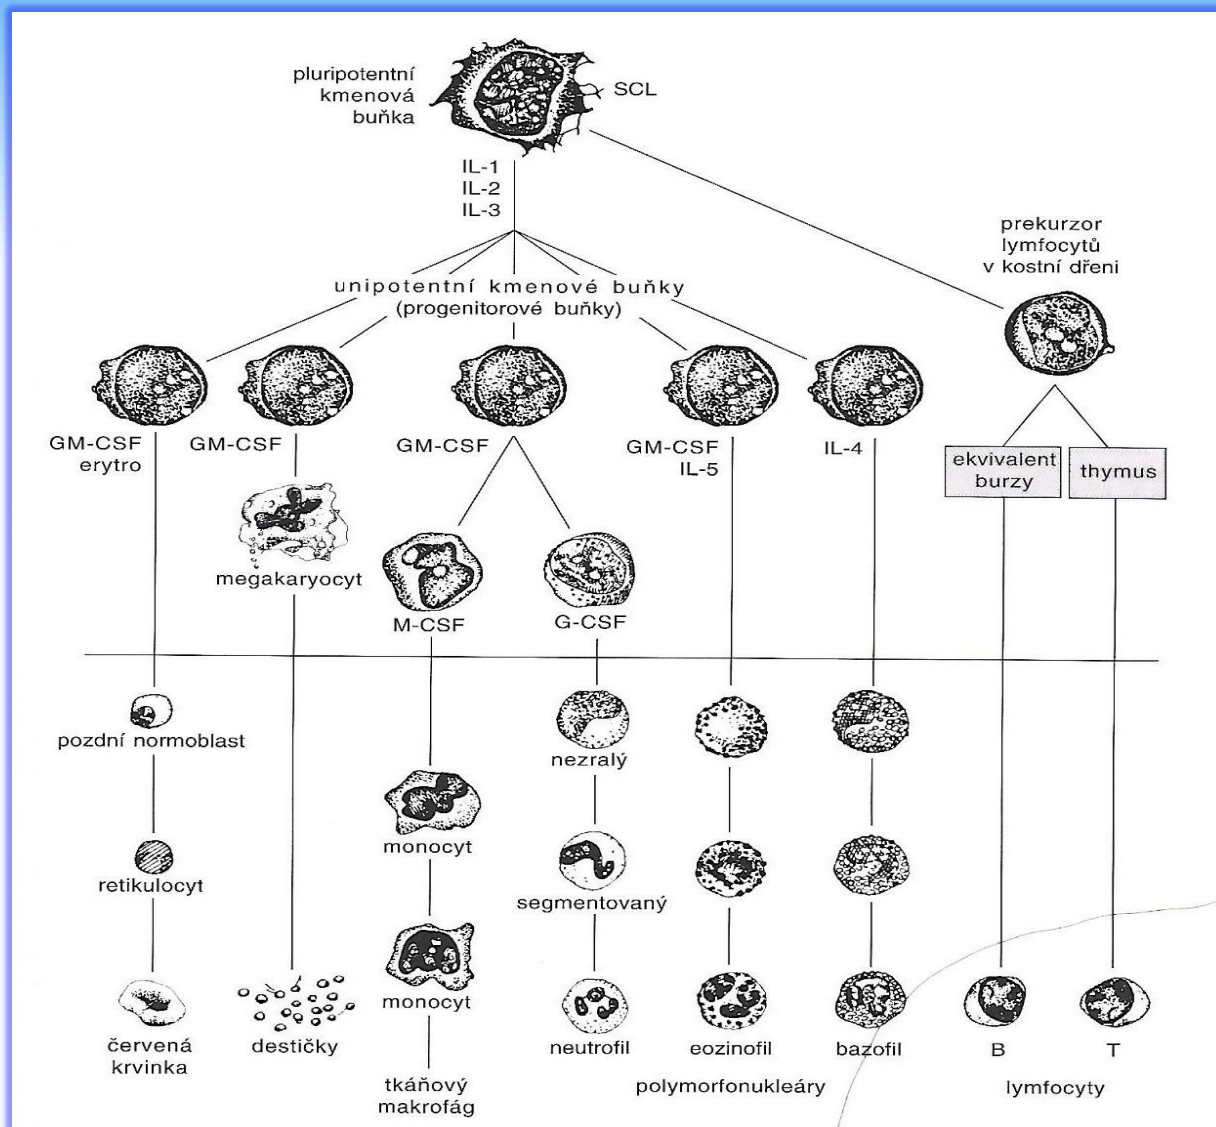 pluripotentní
kmenová
buňka
SCL
IL-1
IL-2
IL-3
prekurzor
lymfocytů
v kostní dřeni
unipotentní kmenové buňky
(progenitorové buňky)
GM-CSF
erytro
GM-CSF
GM-CSF
GM-CSF
IL-5
IL-4
ekvivalent
burzy
thymus
megakaryocyt
M-CSF
G-CSF
pozdní normoblast
nezralý
monocyt
retikulocyt
segmentovaný
monocyt
červená
krvinka
destičky
tkáňový
makrofág
neutrofil
eozinofil
bazofil
polymorfonukleáry
B
T
lymfocyty